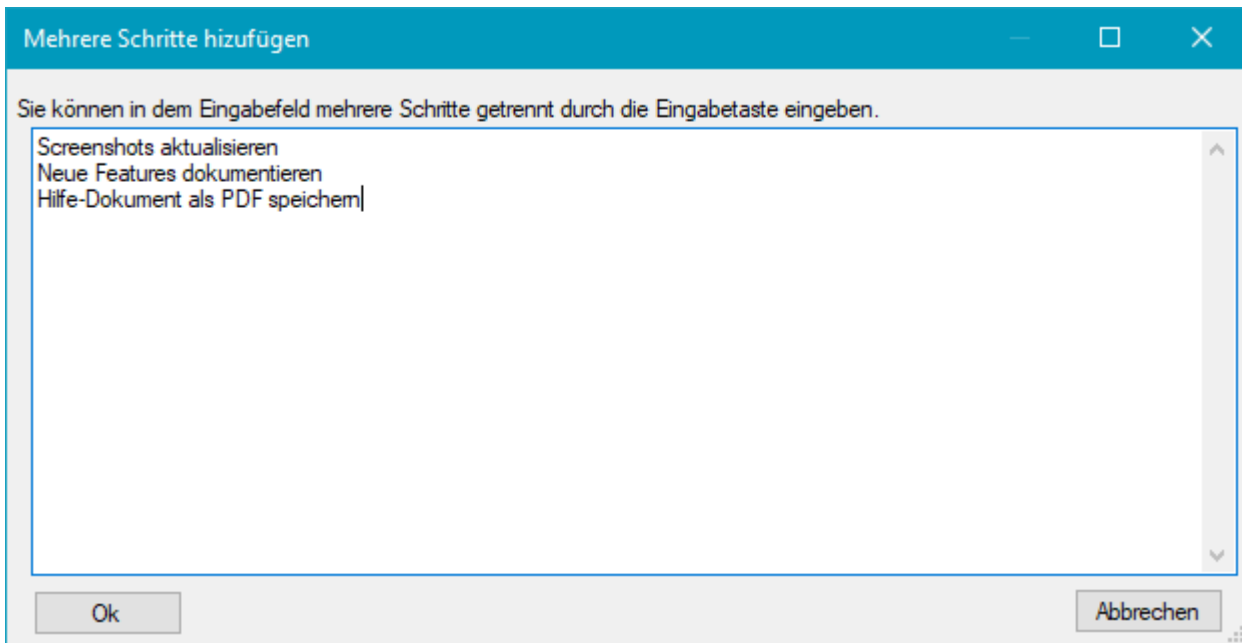 Mehrere Schritte hizufügen
Sie können in dem Eingabefeld mehrere Schritte getrennt durch die Eingabetaste eingeben.
Screenshots aktualisieren
Neue Features dokumentieren
Hilfe-Dokument als PDF speichern
Ok
Abbrechen